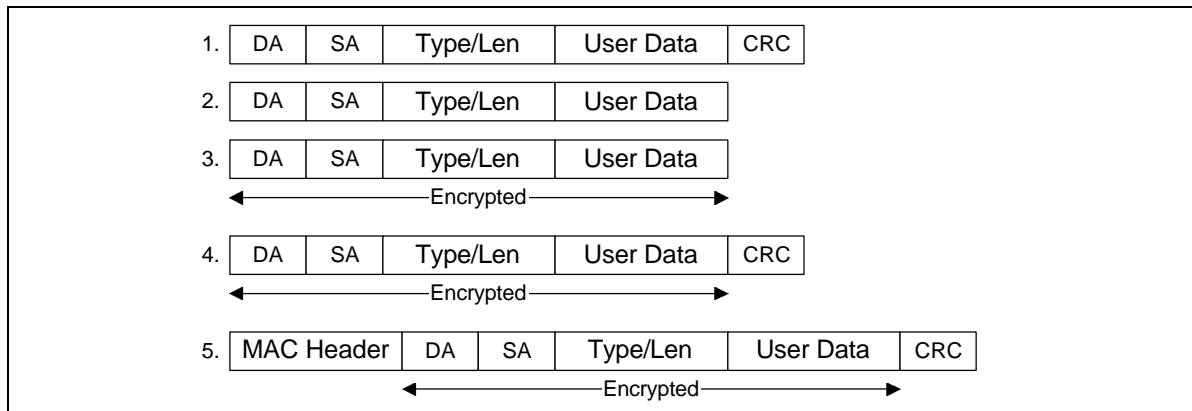 1. DA SA Type/Len User Data CRC
2. DA SA Type/Len User Data
3. DA SA Type/Len User Data
Encrypted
4. DA SA Type/Len User Data CRC
Encrypted
5. MAC Header DA SA Type/Len User Data CRC
Encrypted